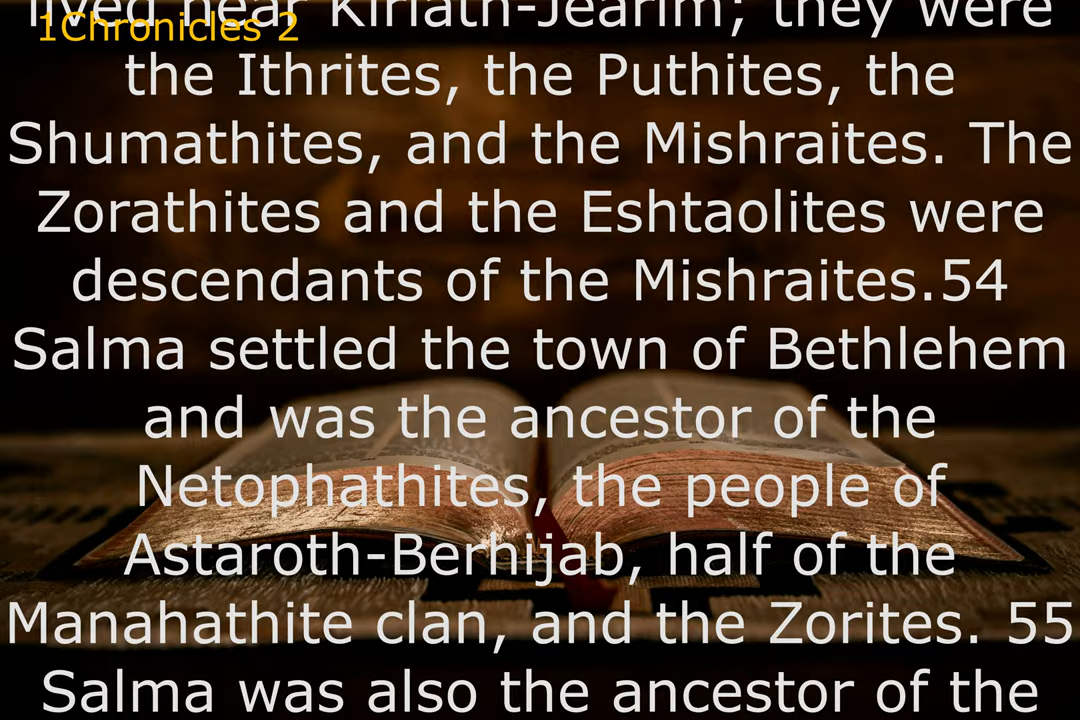 lived near Kiriath-Jearim; they were
1Chronicles 2
the Ithrites, the Puthites, the
Shumathites, and the Mishraites. The
Zorathites and the Eshtaolites were
descendants of the Mishraites.54
Salma settled the town of Bethlehem
and was the ancestor of the
Netophathites, the people of
Astaroth-Berhijab, half of the
Manahathite clan, and the Zorites. 55
Salma was also the ancestor of the